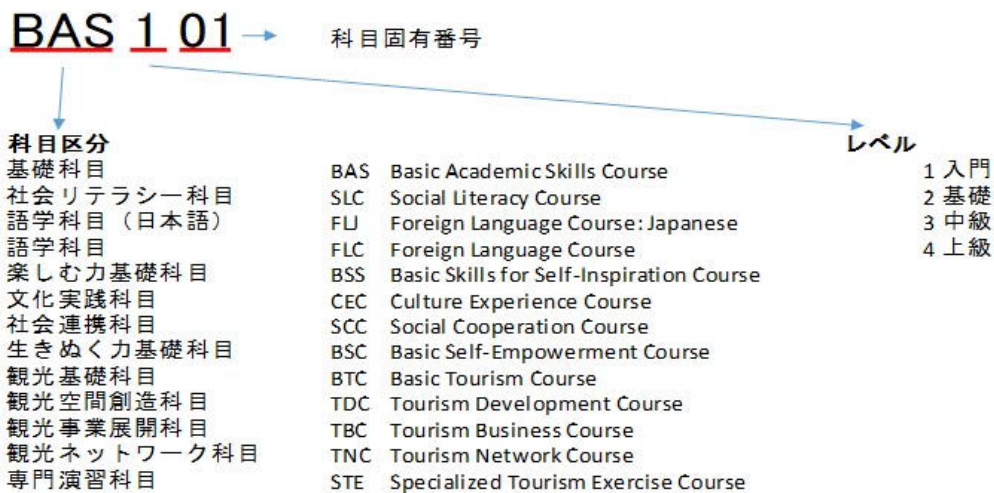 BAS 1 01 科目固有番号
科目区分 レベル
基礎科目 BAS Basic Academic Skills Course 1 入門
社会リテラシー科目 SLC Social Literacy Course 2 基礎
語学科目（日本語） FLJ Foreign Language Course: Japanese 3 中級
語学科目 FLC Foreign Language Course 4 上級
楽しむ力基礎科目 BSS Basic Skills for Self-Inspiration Course
文化実践科目 CEC Culture Experience Course
社会連携科目 SCC Social Cooperation Course
生きぬく力基礎科目 BSC Basic Self-Empowerment Course
観光基礎科目 BTC Basic Tourism Course
観光空間創造科目 TDC Tourism Development Course
観光事業展開科目 TBC Tourism Business Course
観光ネットワーク科目 TNC Tourism Network Course
専門演習科目 STE Specialized Tourism Exercise Course